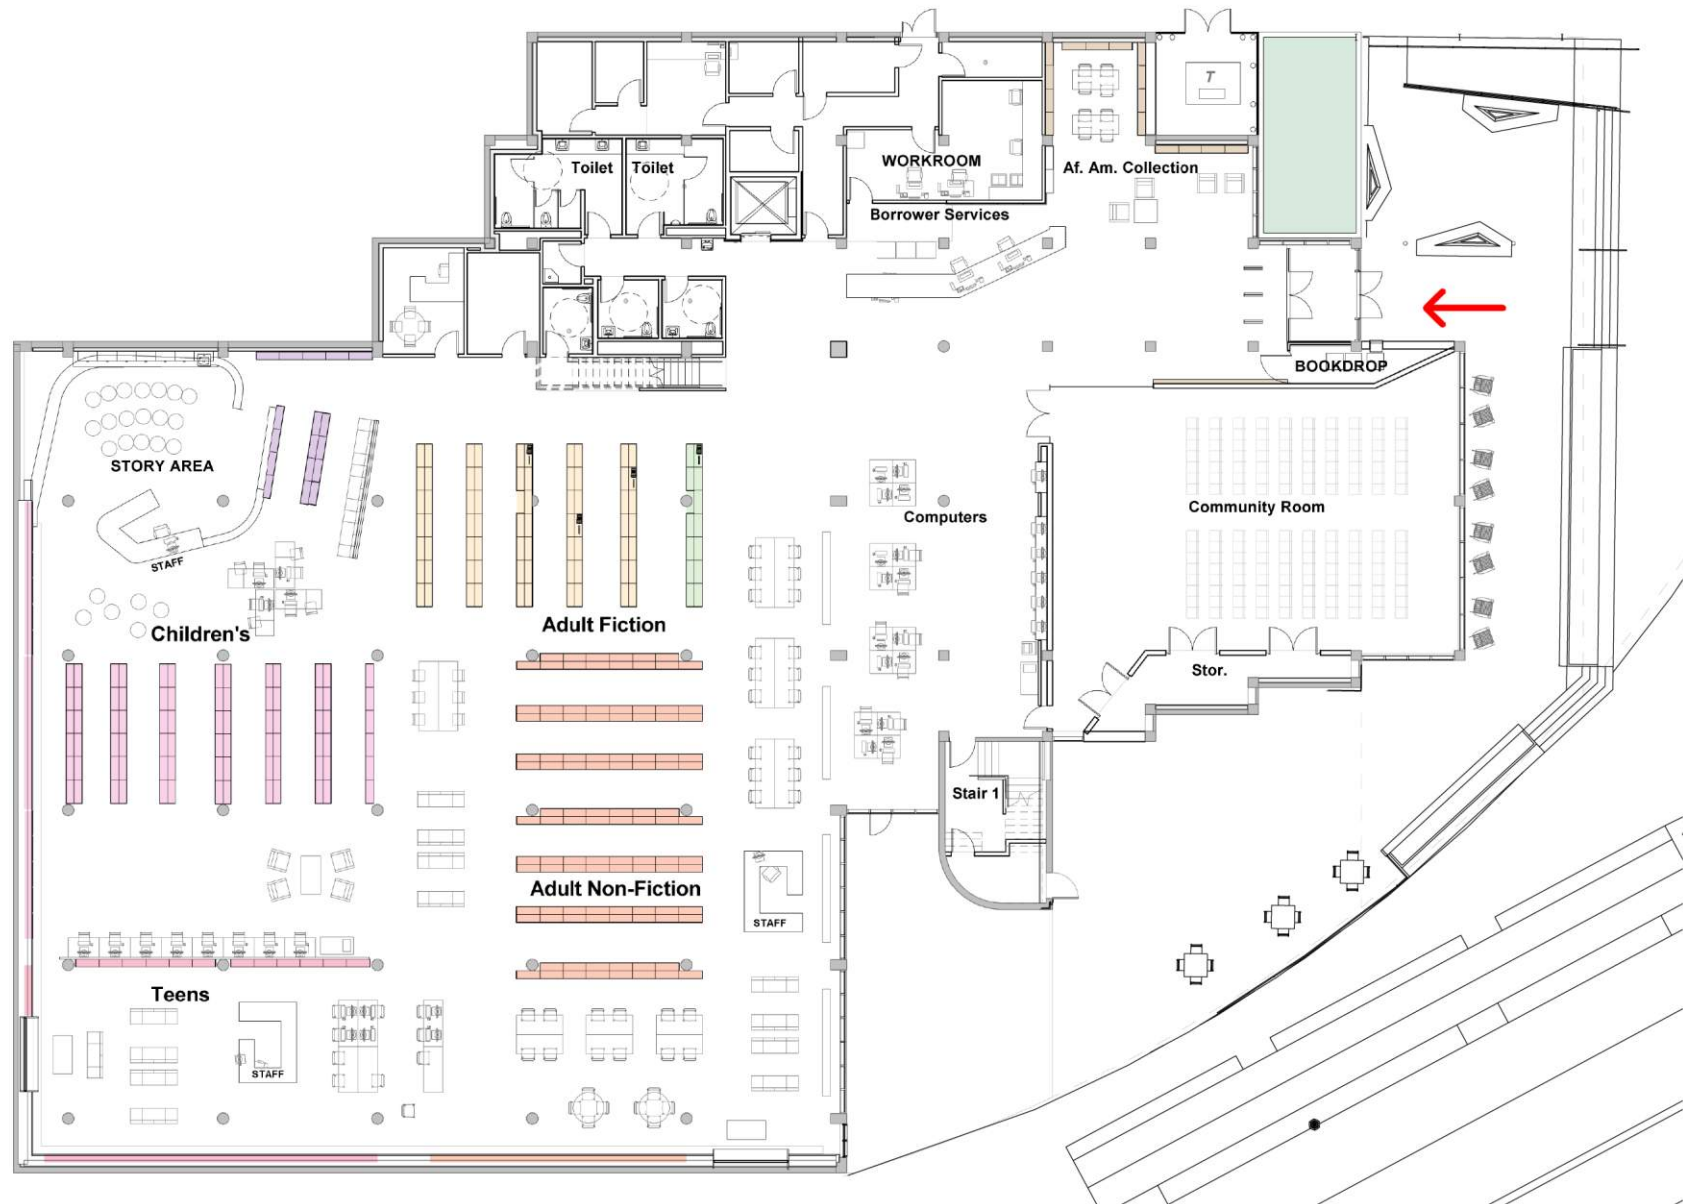 T
Toilet
Toilet
WORKROOM
Af. Am. Collection
Borrower Services
BOOKDROP
STORY AREA
Community Room
Computers
STAFF
Adult Fiction
Children's
Stor.
Stair 1
Adult Non-Fiction
STAFF
Teens
STAFF